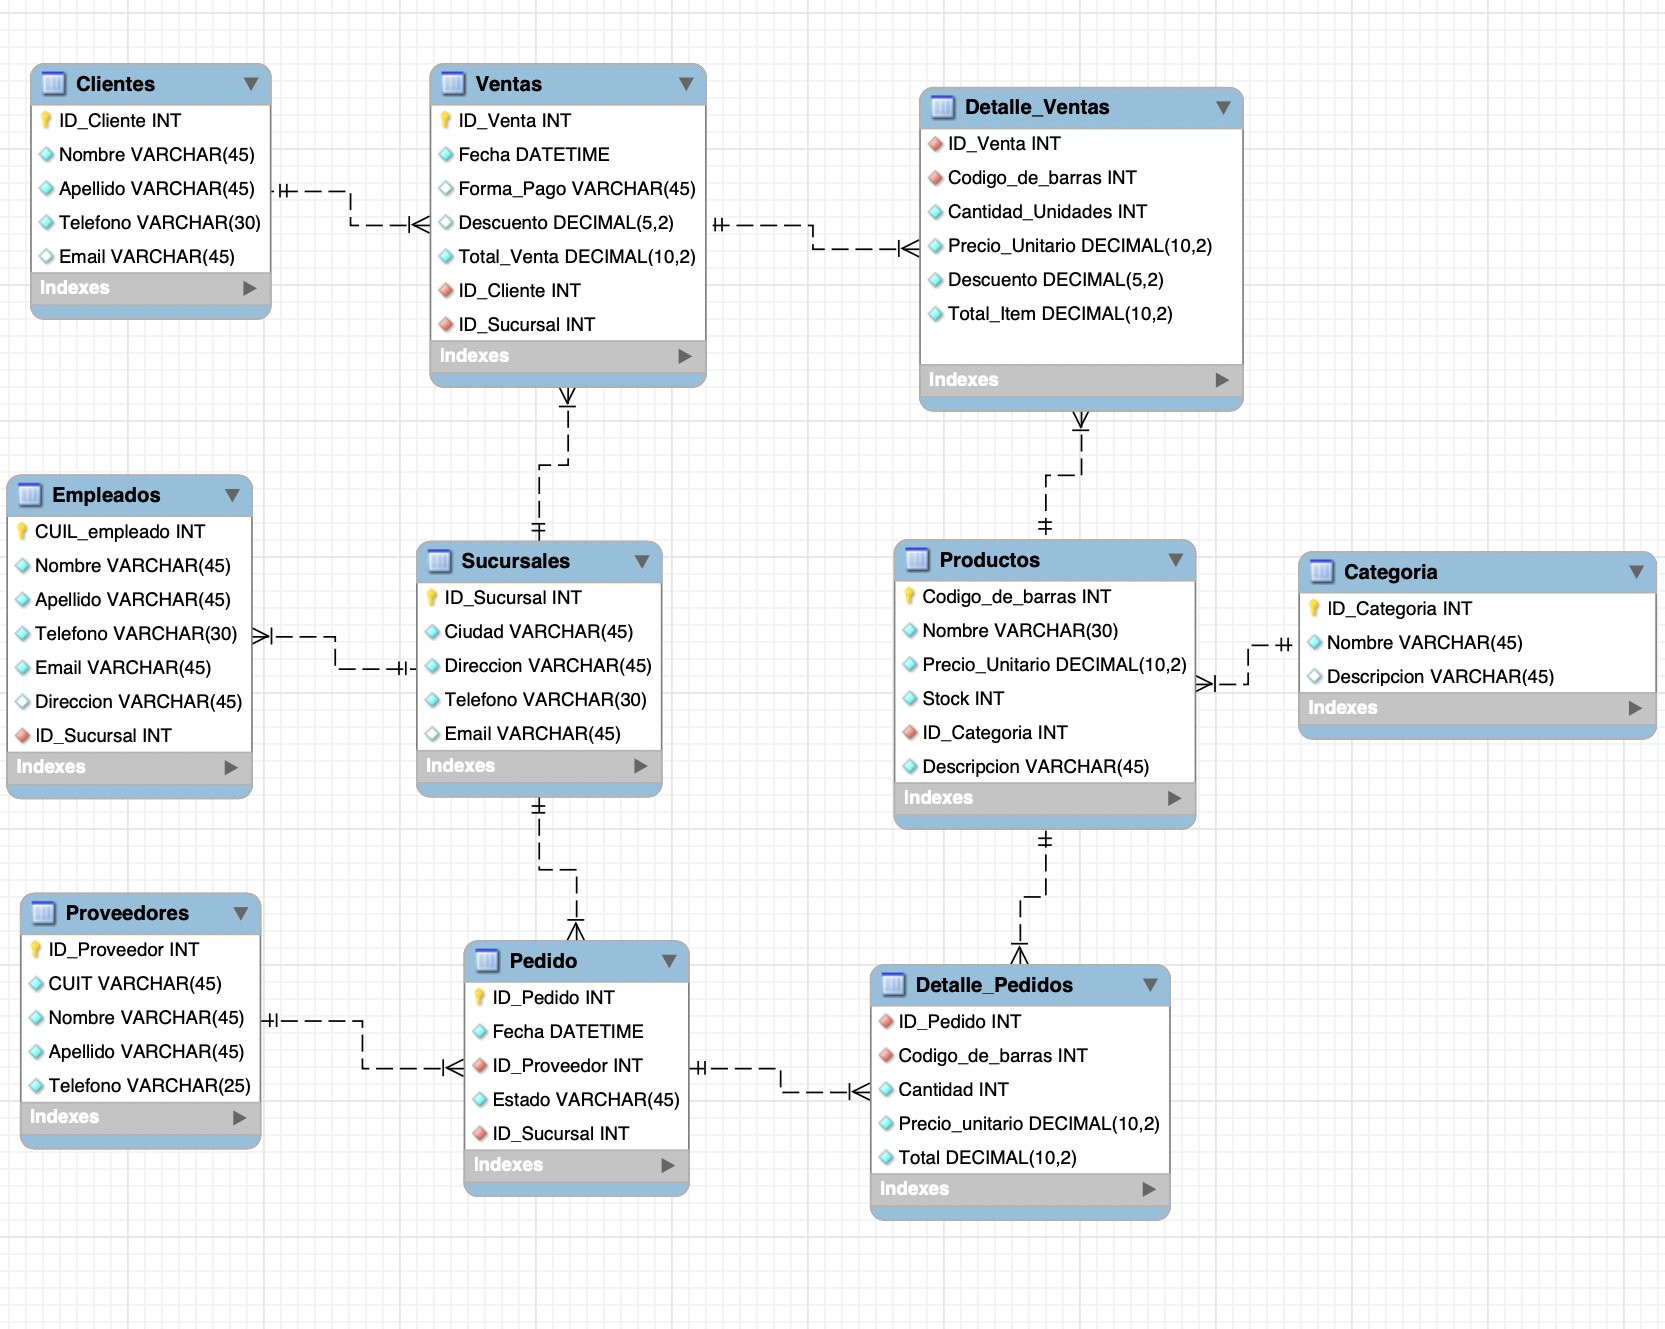 Clientes
ID_Cliente INT
Nombre VARCHAR(45)
Apellido VARCHAR(45)
Telefono VARCHAR(30)
Email VARCHAR(45)
Indexes
Ventas
ID_Venta INT
Fecha DATETIME
Forma_Pago VARCHAR(45)
Descuento DECIMAL(5,2)
Total_Venta DECIMAL(10,2)
ID_Cliente INT
ID_Sucursal INT
Indexes
Detalle_Ventas
ID_Venta INT
Codigo_de_barras INT
Cantidad_Unidades INT
Precio_Unitario DECIMAL(10,2)
Descuento DECIMAL(5,2)
Total_Item DECIMAL(10,2)
Indexes
Empleados
CUIL_empleado INT
Nombre VARCHAR(45)
Apellido VARCHAR(45)
Telefono VARCHAR(30)
Email VARCHAR(45)
Direccion VARCHAR(45)
ID_Sucursal INT
Indexes
Sucursales
ID_Sucursal INT
Ciudad VARCHAR(45)
Direccion VARCHAR(45)
Telefono VARCHAR(30)
Email VARCHAR(45)
Indexes
Productos
Codigo_de_barras INT
Nombre VARCHAR(30)
Precio_Unitario DECIMAL(10,2)
Stock INT
ID_Categoria INT
Descripcion VARCHAR(45)
Indexes
Categoria
ID_Categoria INT
Nombre VARCHAR(45)
Descripcion VARCHAR(45)
Indexes
Proveedores
ID_Proveedor INT
CUIT VARCHAR(45)
Nombre VARCHAR(45)
Apellido VARCHAR(45)
Telefono VARCHAR(25)
Indexes
Pedido
ID_Pedido INT
Fecha DATETIME
ID_Proveedor INT
Estado VARCHAR(45)
ID_Sucursal INT
Indexes
Detalle_Pedidos
ID_Pedido INT
Codigo_de_barras INT
Cantidad INT
Precio_unitario DECIMAL(10,2)
Total DECIMAL(10,2)
Indexes